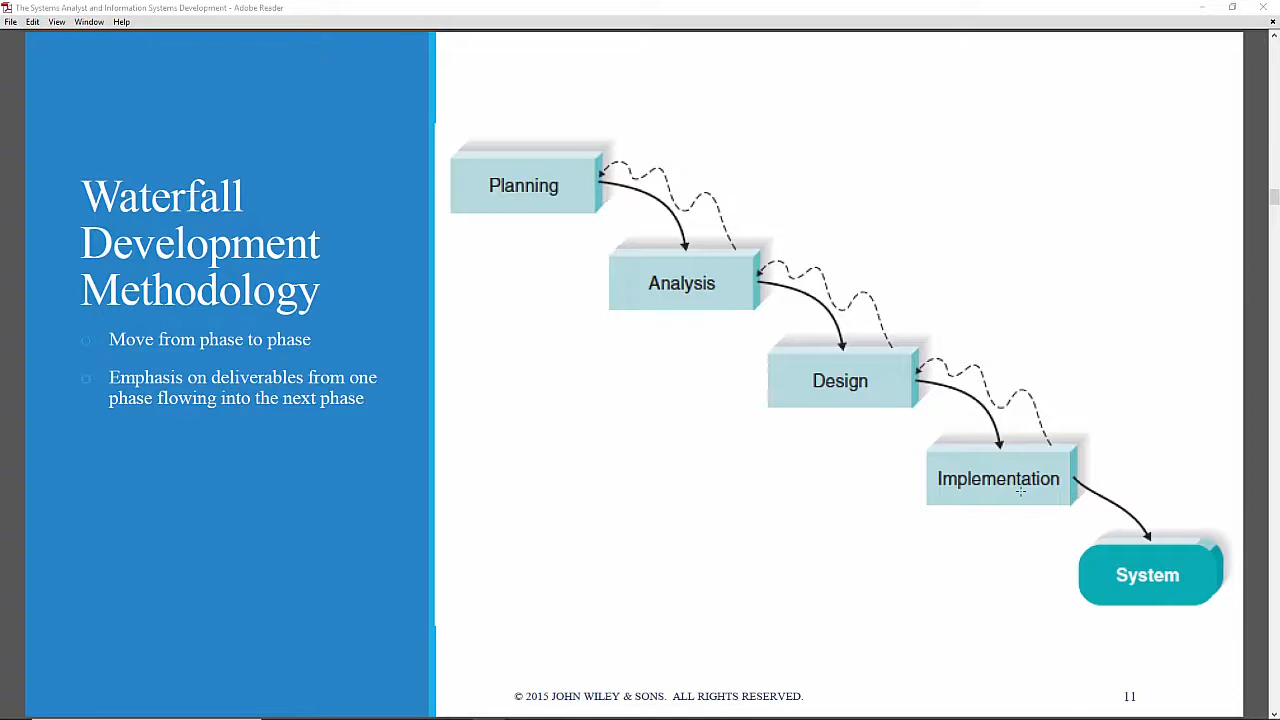 The Systems Analyst and Information Systems Development - Adobe Reader
File Edit View Window Help
Waterfall
Development
Methodology
Move from phase to phase
Emphasis on deliverables from one
phase flowing into the next phase
Planning
Analysis
Design
Implementation
System
© 2015 JOHN WILEY & SONS. ALL RIGHTS RESERVED.
11